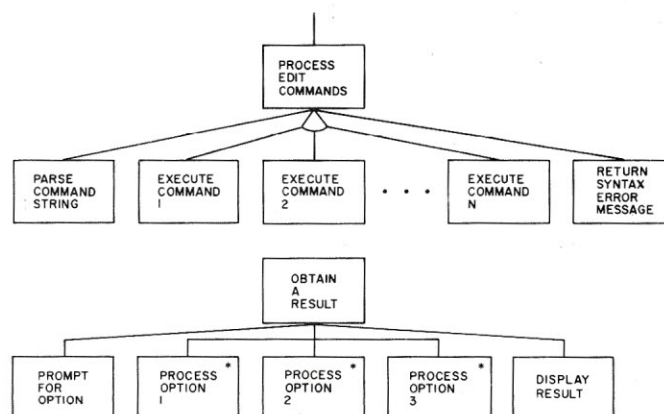 PROCESS
EDIT
COMMANDS
PARSE
COMMAND
STRING
EXECUTE
COMMAND
1
EXECUTE
COMMAND
2
. . .
EXECUTE
COMMAND
N
RETURN
SYNTAX
ERROR
MESSAGE
OBTAIN
A
RESULT
PROMPT
FOR
OPTION
PROCESS *
OPTION
1
PROCESS *
OPTION
2
PROCESS *
OPTION
3
DISPLAY
RESULT